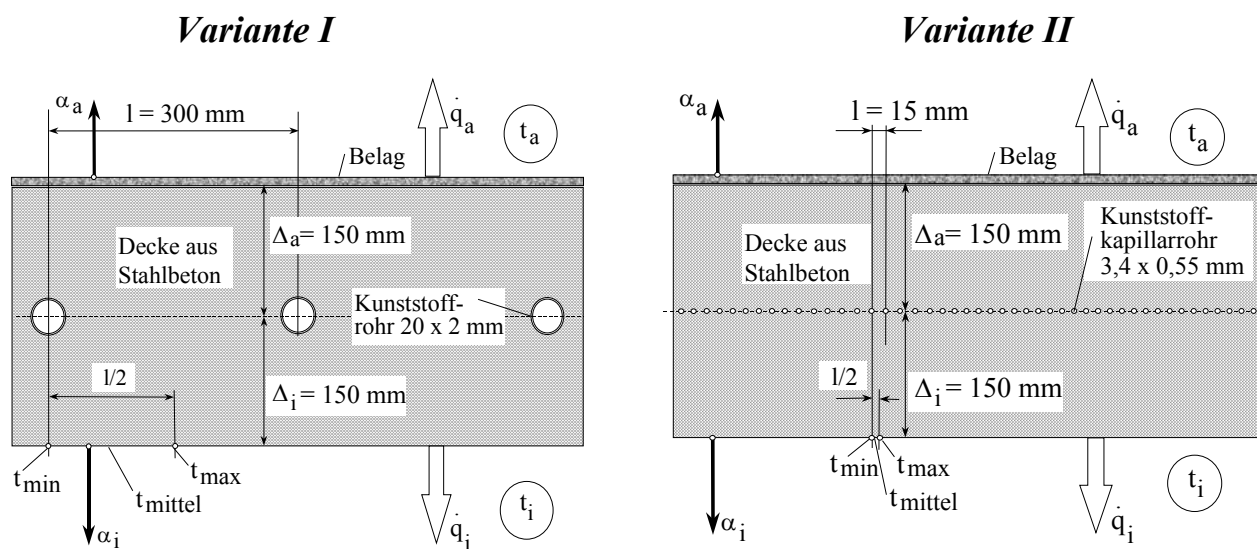 Variante I
αa
l = 300 mm
q̇a
ta
Belag
Decke aus
Stahlbeton
Δa = 150 mm
Kunststoff-
rohr 20 x 2 mm
l/2
Δi = 150 mm
tmin
tmax
tmittel
αi
q̇i
ti
Variante II
αa
l = 15 mm
q̇a
ta
Belag
Decke aus
Stahlbeton
Δa = 150 mm
Kunststoff-
kapillarrohr
3,4 x 0,55 mm
l/2
Δi = 150 mm
tmin
tmax
tmittel
αi
q̇i
ti